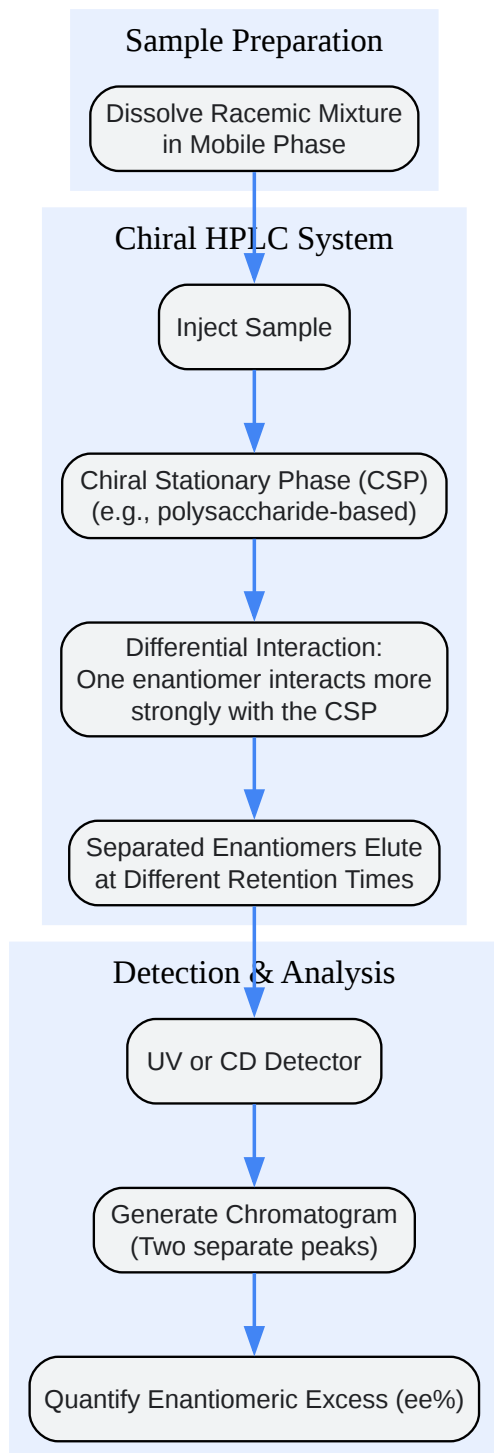 Sample Preparation
Dissolve Racemic Mixture
in Mobile Phase
Chiral HPLC System
Inject Sample
Chiral Stationary Phase (CSP)
(e.g., polysaccharide-based)
Differential Interaction:
One enantiomer interacts more
strongly with the CSP
Separated Enantiomers Elute
at Different Retention Times
Detection & Analysis
UV or CD Detector
Generate Chromatogram
(Two separate peaks)
Quantify Enantiomeric Excess (ee%)